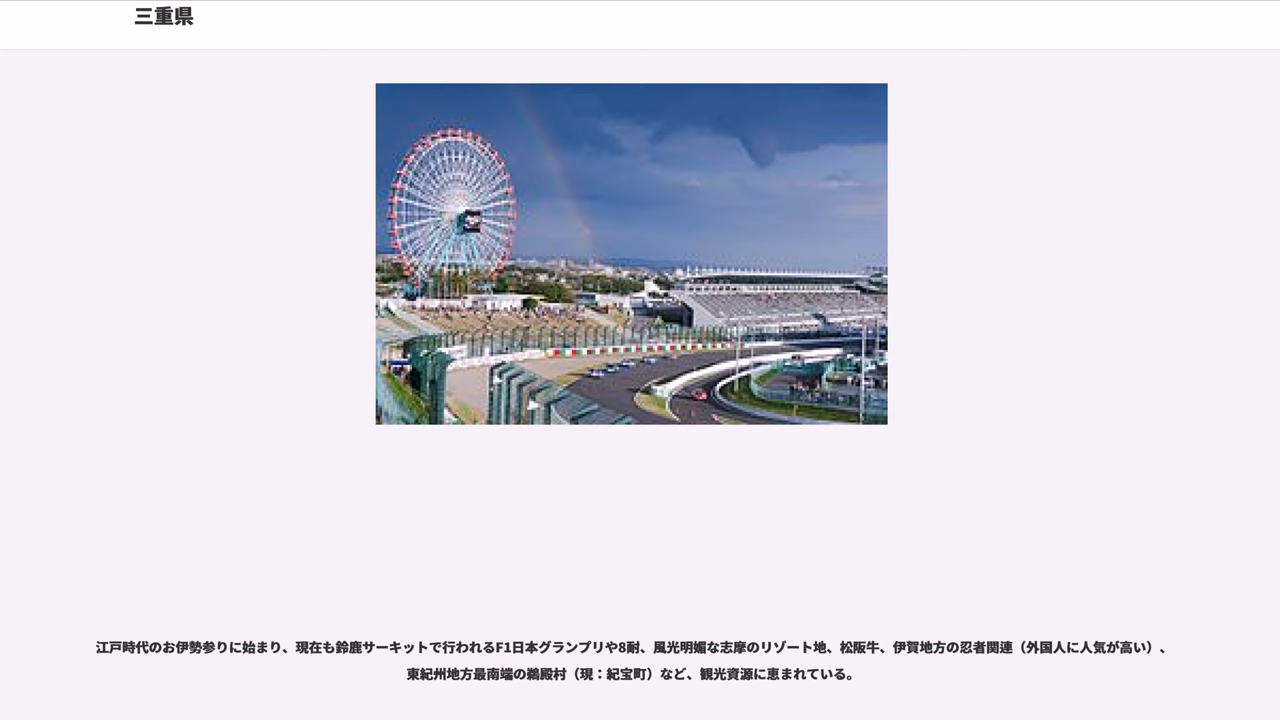 三重県
江戸時代のお伊勢参りに始まり、現在も鈴鹿サーキットで行われるF1日本グランプリや8耐、風光明媚な志摩のリゾート地、松阪牛、伊賀地方の忍者関連（外国人に人気が高い）、
東紀州地方最南端の鵜殿村（現：紀宝町）など、観光資源に恵まれている。